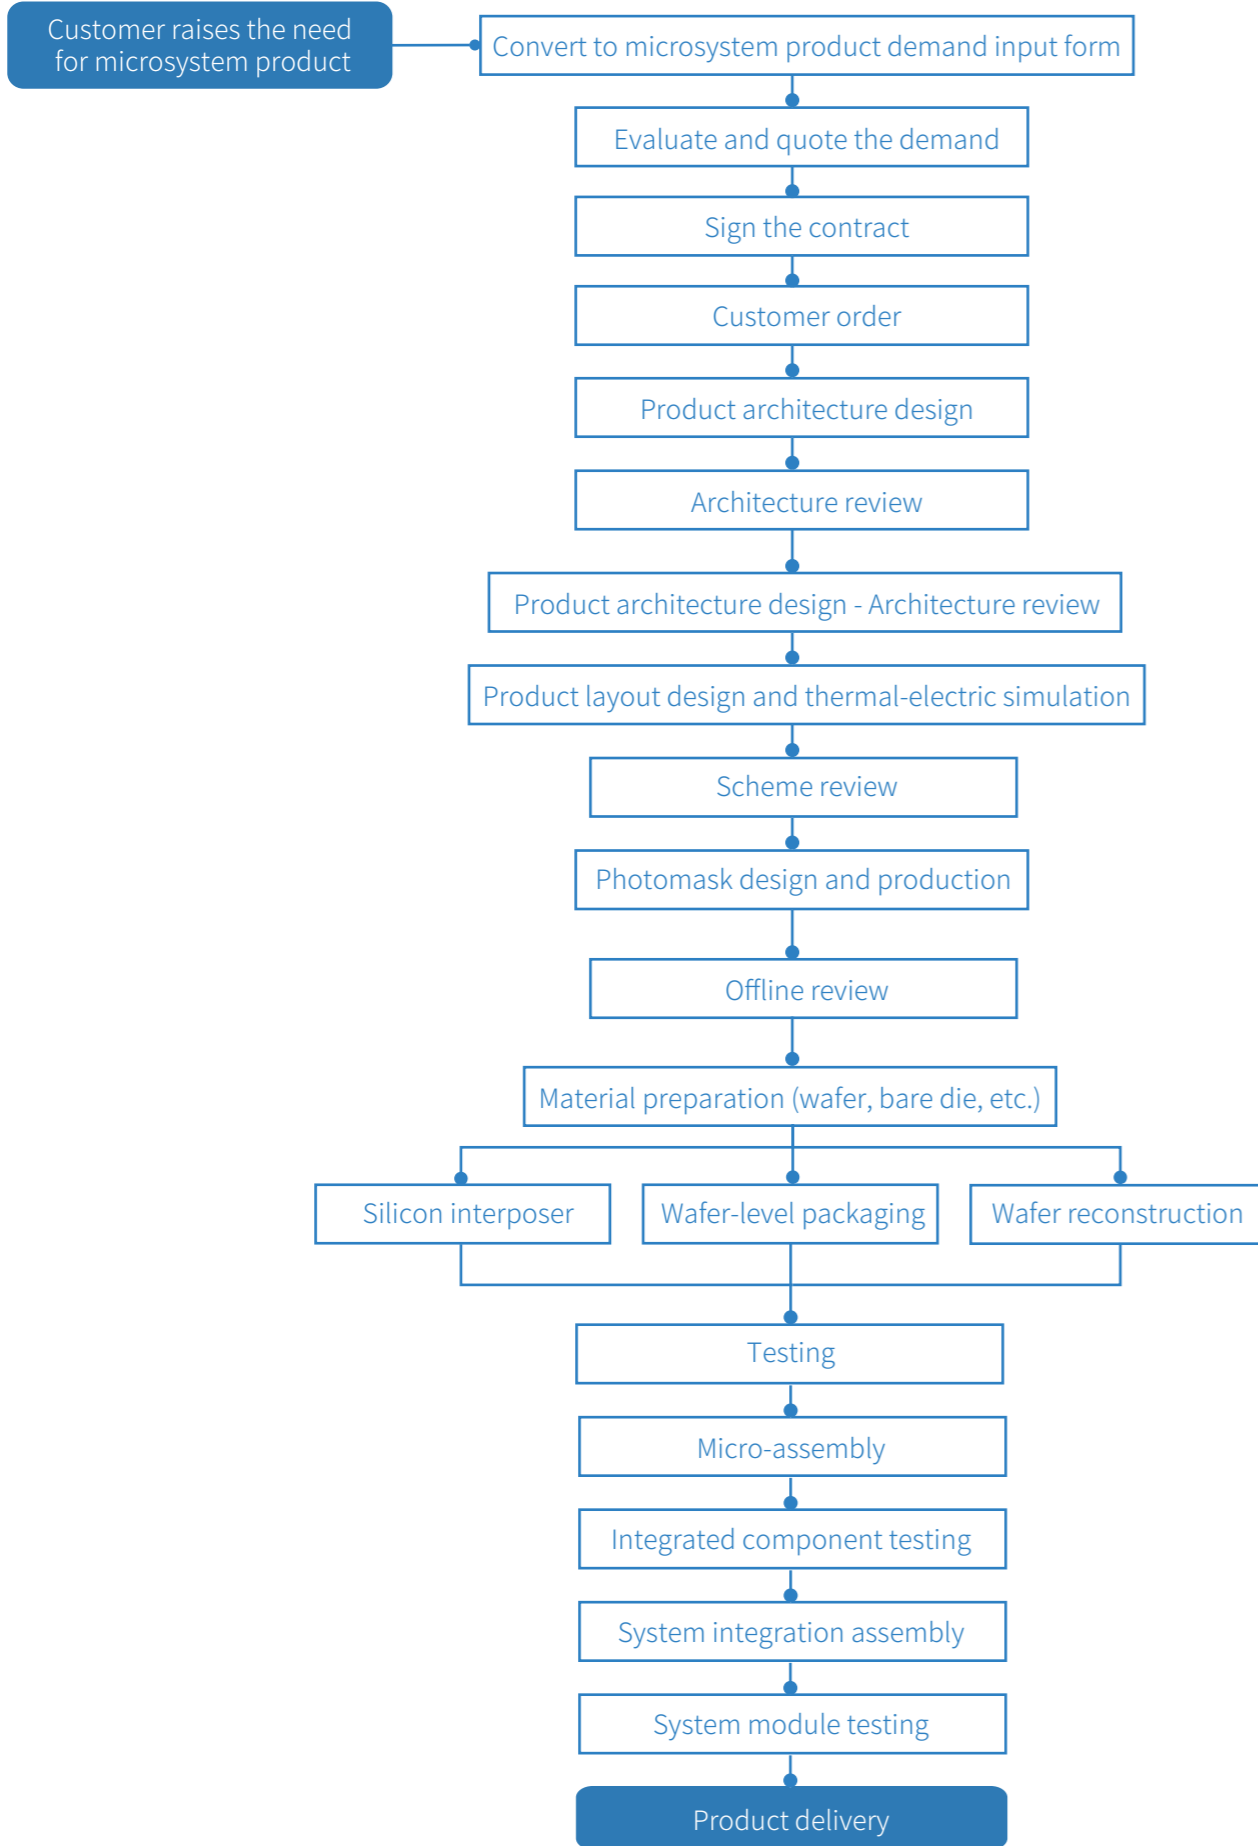 Customer raises the need
for microsystem product
Convert to microsystem product demand input form
Evaluate and quote the demand
Sign the contract
Customer order
Product architecture design
Architecture review
Product architecture design - Architecture review
Product layout design and thermal-electric simulation
Scheme review
Photomask design and production
Offline review
Material preparation (wafer, bare die, etc.)
Silicon interposer
Wafer-level packaging
Wafer reconstruction
Testing
Micro-assembly
Integrated component testing
System integration assembly
System module testing
Product delivery